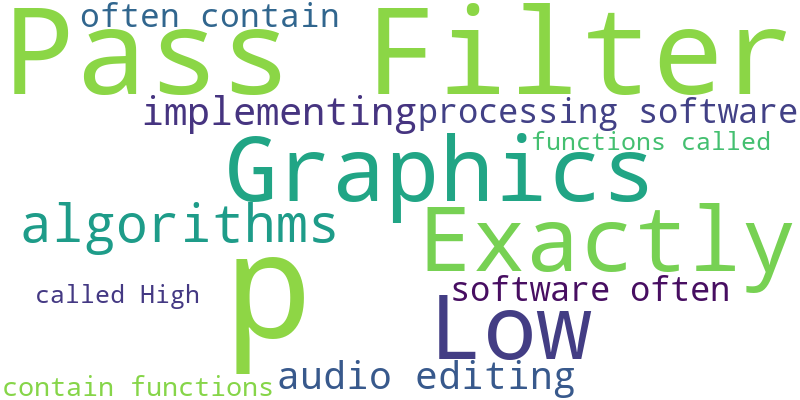 often contain
Pass Filter
implementing
processing software
functions called
Graphics
algorithms
Exactly
p
called High
software often
Low
audio editing
contain functions